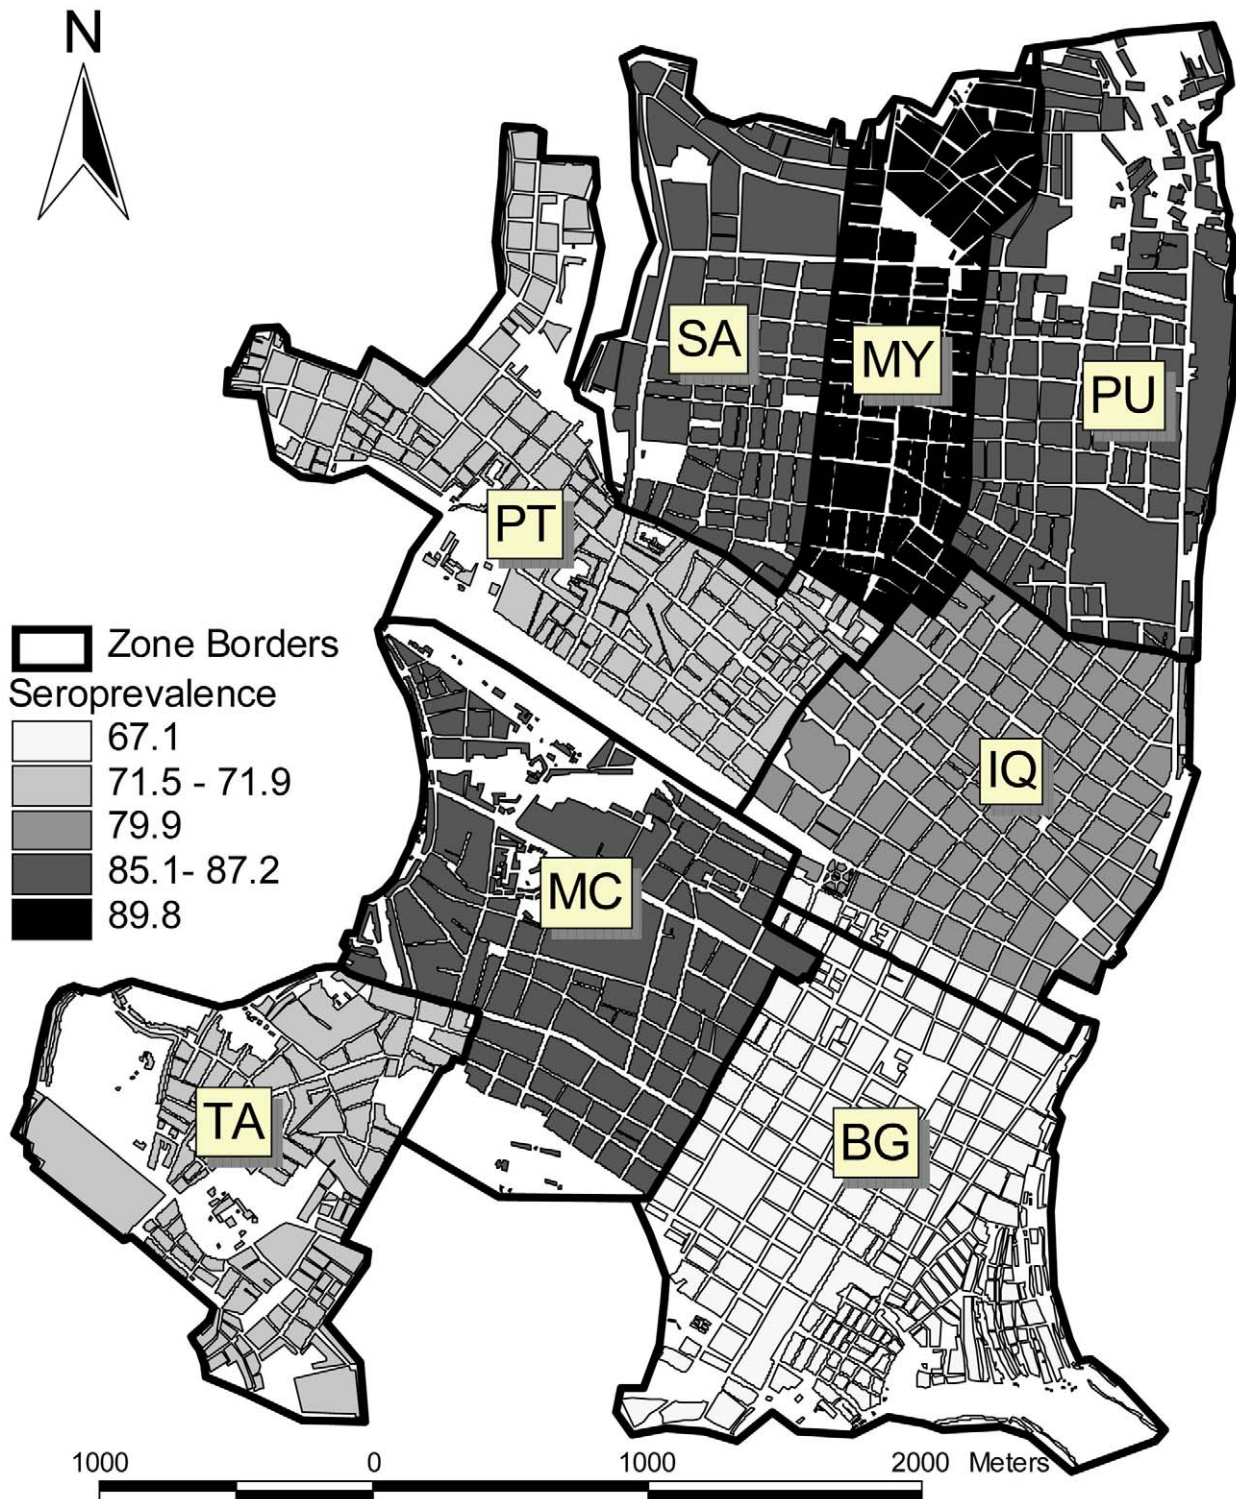 N
SA
MY
PU
PT
Zone Borders
Seroprevalence
67.1
71.5 - 71.9
79.9
85.1- 87.2
89.8
IQ
MC
TA
BG
1000 0 1000 2000 Meters